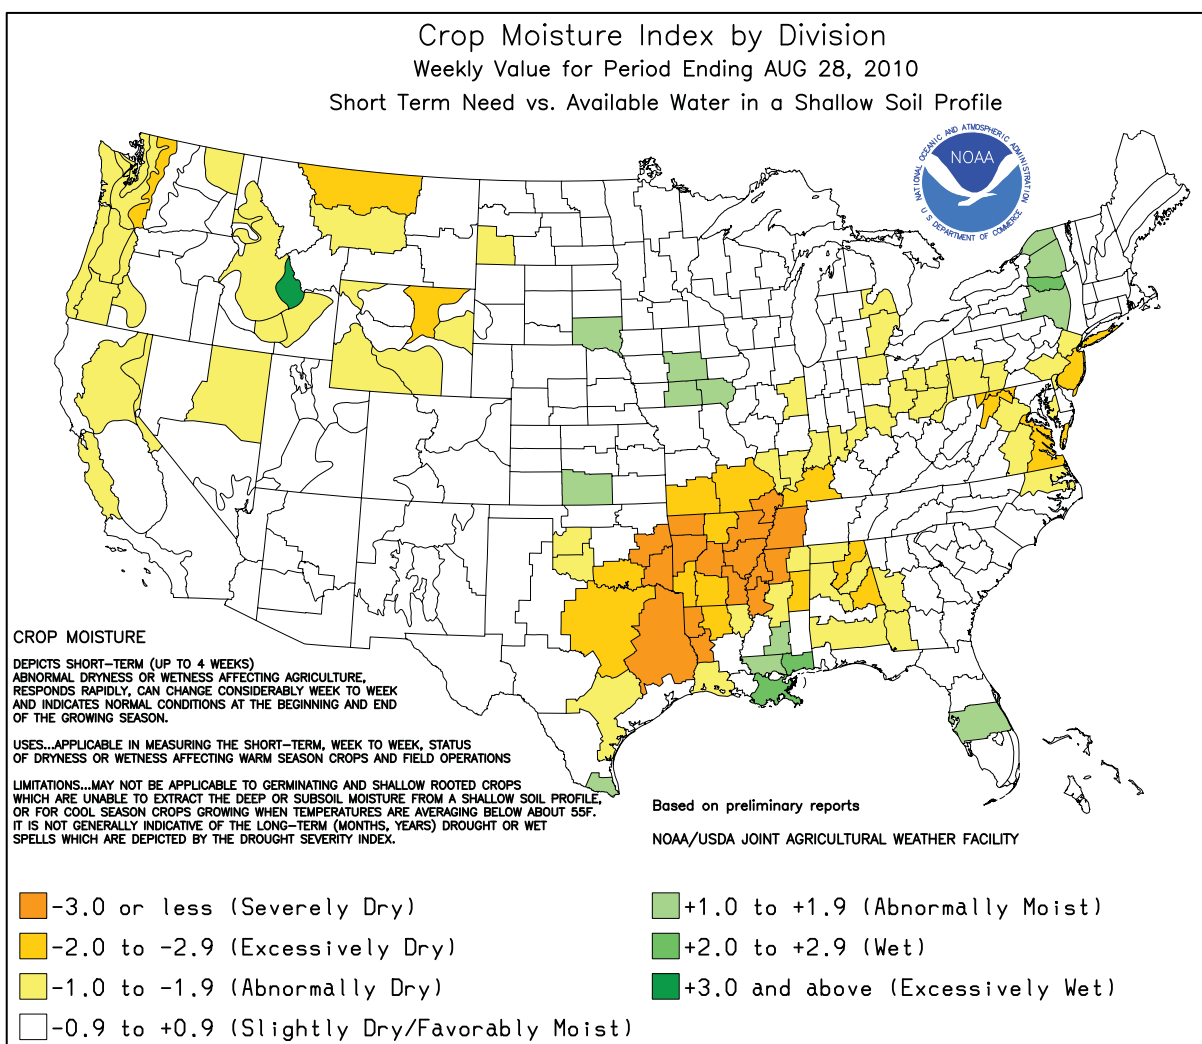 Crop Moisture Index by Division
Weekly Value for Period Ending AUG 28, 2010
Short Term Need vs. Available Water in a Shallow Soil Profile
NATIONAL OCEANIC AND ATMOSPHERIC ADMINISTRATION
NOAA
U S DEPARTMENT OF COMMERCE
CROP MOISTURE
DEPICTS SHORT-TERM (UP TO 4 WEEKS)
ABNORMAL DRYNESS OR WETNESS AFFECTING AGRICULTURE,
RESPONDS RAPIDLY, CAN CHANGE CONSIDERABLY WEEK TO WEEK
AND INDICATES NORMAL CONDITIONS AT THE BEGINNING AND END
OF THE GROWING SEASON.
USES...APPLICABLE IN MEASURING THE SHORT-TERM, WEEK TO WEEK, STATUS
OF DRYNESS OR WETNESS AFFECTING WARM SEASON CROPS AND FIELD OPERATIONS
LIMITATIONS...MAY NOT BE APPLICABLE TO GERMINATING AND SHALLOW ROOTED CROPS
WHICH ARE UNABLE TO EXTRACT THE DEEP OR SUBSOIL MOISTURE FROM A SHALLOW SOIL PROFILE,
OR FOR COOL SEASON CROPS GROWING WHEN TEMPERATURES ARE AVERAGING BELOW ABOUT 55F.
IT IS NOT GENERALLY INDICATIVE OF THE LONG-TERM (MONTHS, YEARS) DROUGHT OR WET
SPELLS WHICH ARE DEPICTED BY THE DROUGHT SEVERITY INDEX.
Based on preliminary reports
NOAA/USDA JOINT AGRICULTURAL WEATHER FACILITY
-3.0 or less (Severely Dry)
-2.0 to -2.9 (Excessively Dry)
-1.0 to -1.9 (Abnormally Dry)
-0.9 to +0.9 (Slightly Dry/Favorably Moist)
+1.0 to +1.9 (Abnormally Moist)
+2.0 to +2.9 (Wet)
+3.0 and above (Excessively Wet)